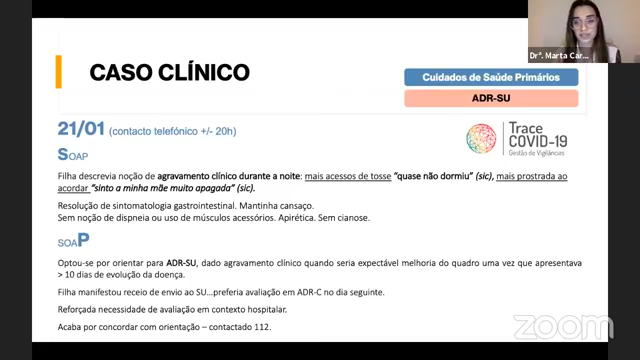 Drª. Marta Car...
CASO CLÍNICO
Cuidados de Saúde Primários
ADR-SU
21/01 (contacto telefónico +/- 20h)
Trace
COVID-19
Gestão de Vigilâncias
SOAP
Filha descrevia noção de agravamento clínico durante a noite: mais acessos de tosse “quase não dormiu” (sic), mais prostrada ao
acordar “sinto a minha mãe muito apagada” (sic).
Resolução de sintomatologia gastrointestinal. Mantinha cansaço.
Sem noção de dispneia ou uso de músculos acessórios. Apirética. Sem cianose.
SOAP
Optou-se por orientar para ADR-SU, dado agravamento clínico quando seria expectável melhoria do quadro uma vez que apresentava
> 10 dias de evolução da doença.
Filha manifestou receio de envio ao SU...preferia avaliação em ADR-C no dia seguinte.
Reforçada necessidade de avaliação em contexto hospitalar.
Acaba por concordar com orientação – contactado 112.
zoom